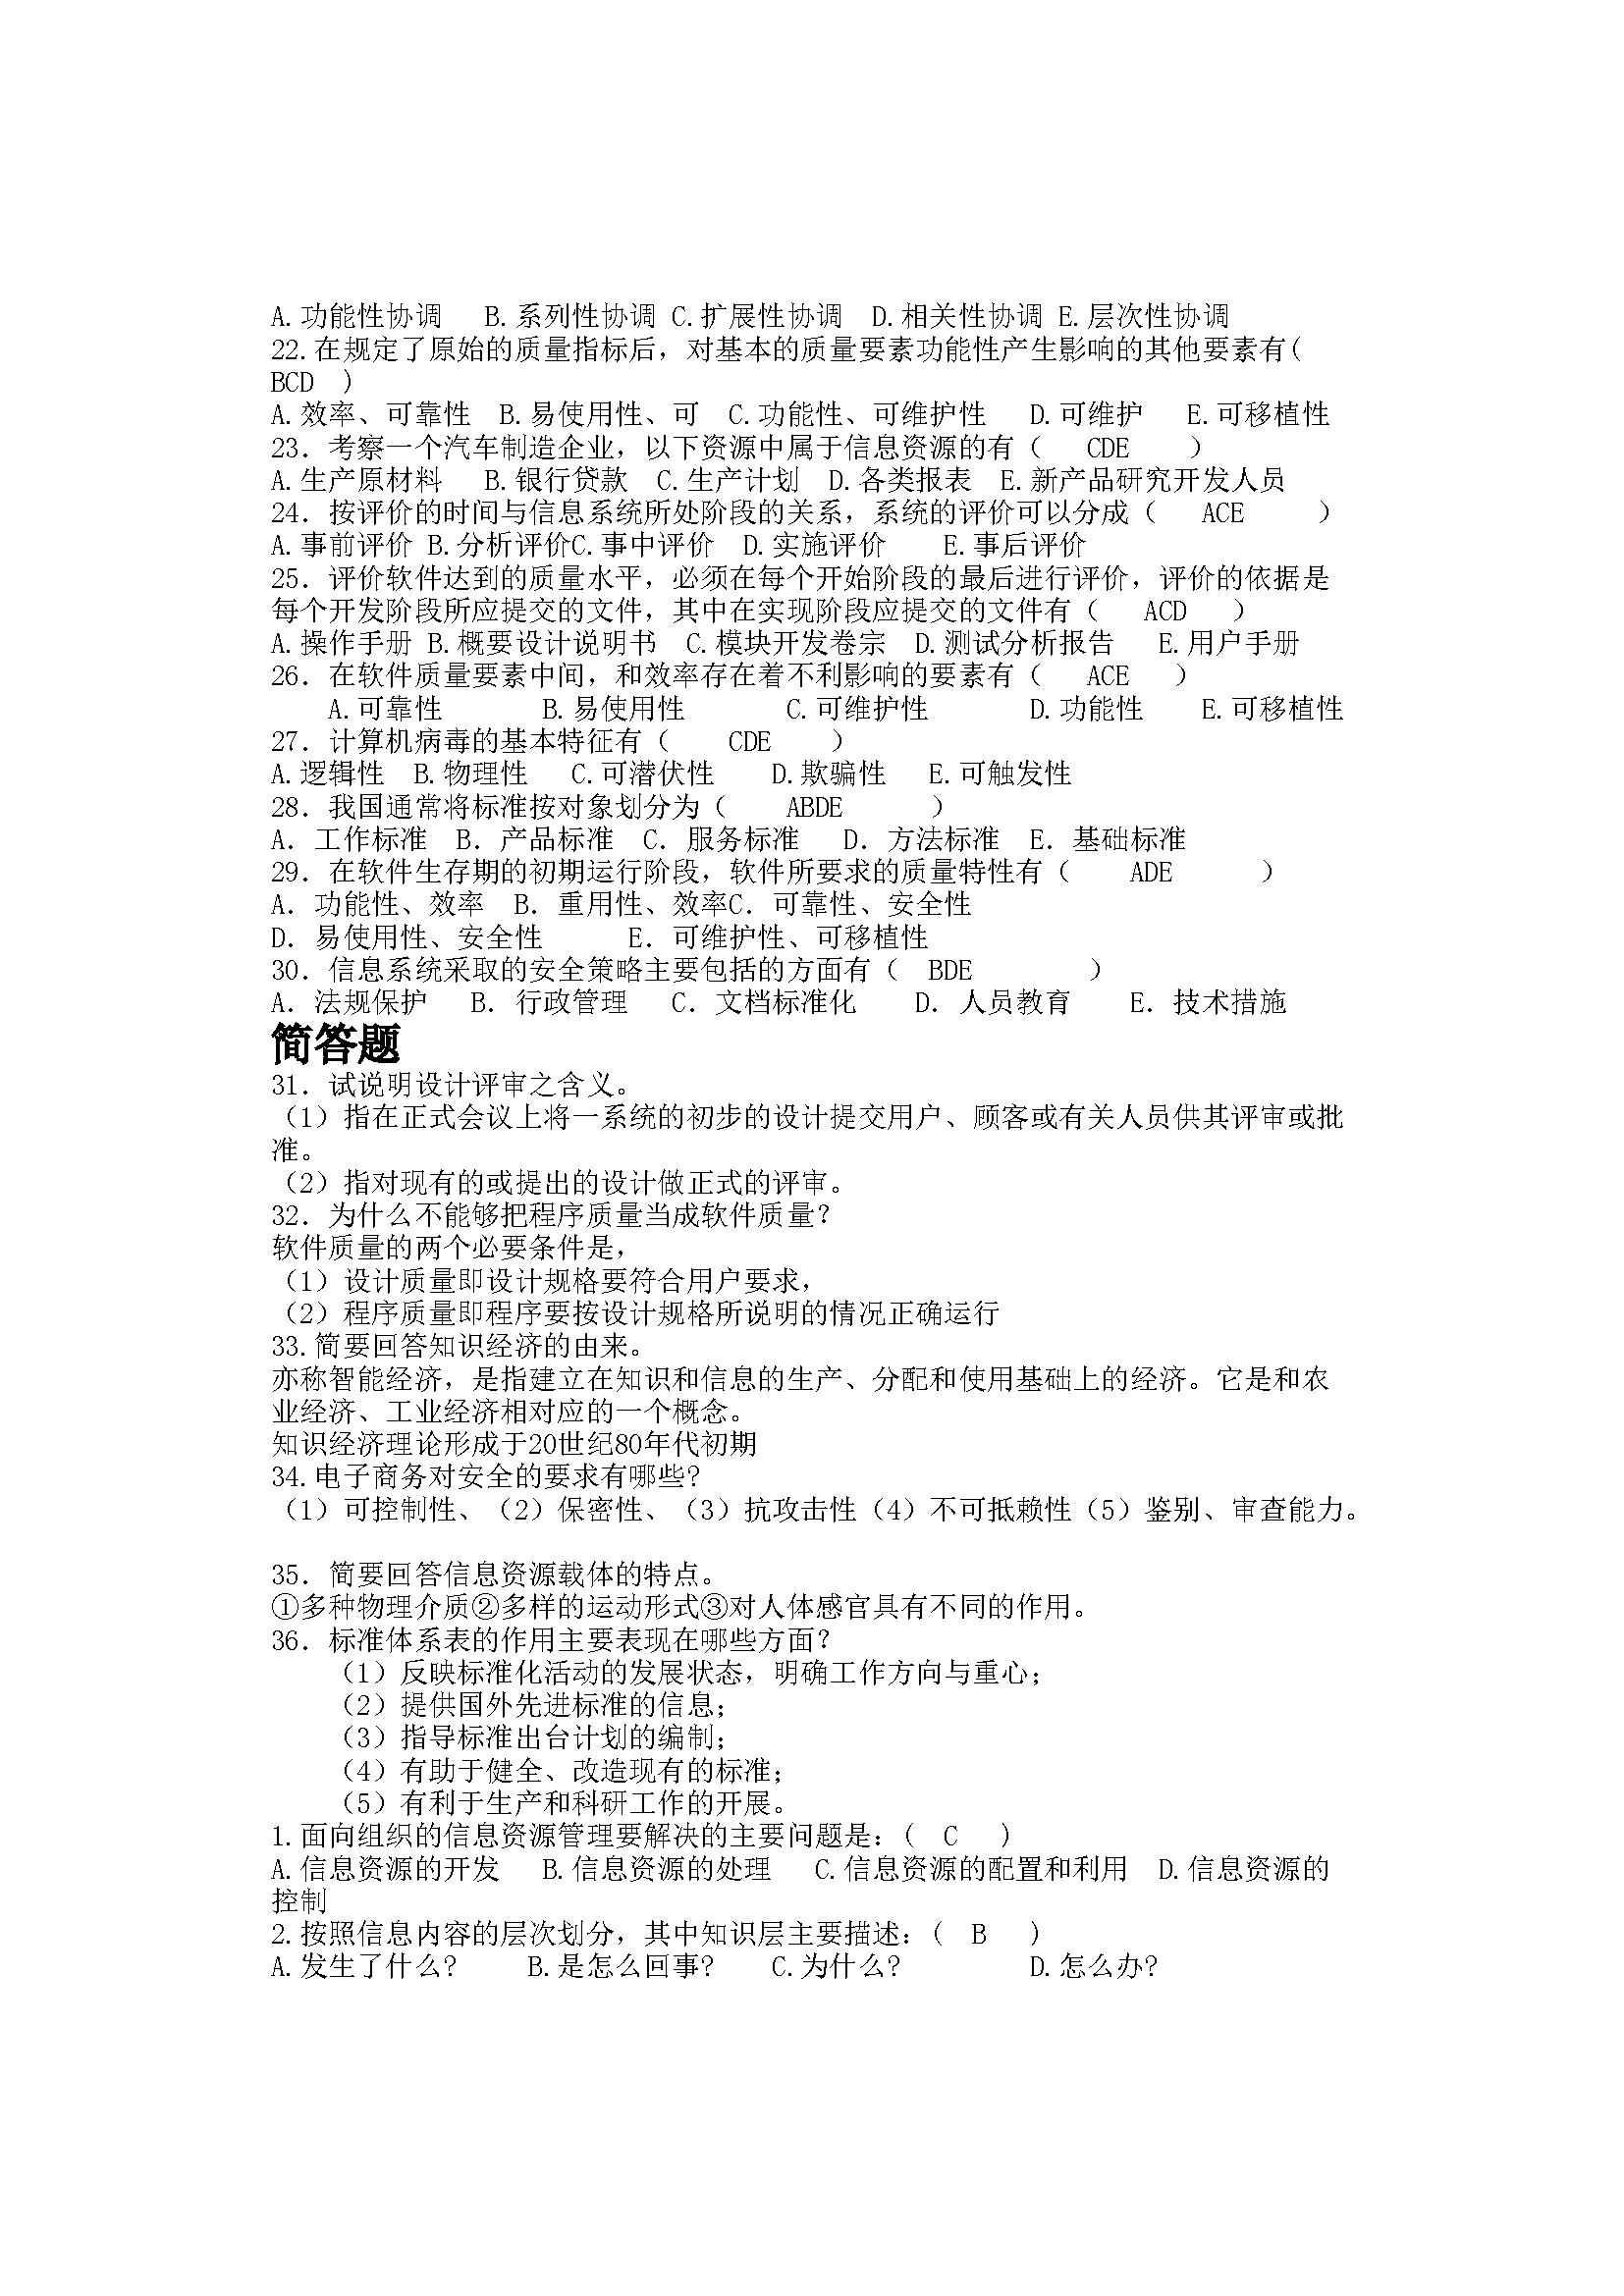 A.功能性协调   B.系列性协调 C.扩展性协调  D.相关性协调 E.层次性协调
22.在规定了原始的质量指标后，对基本的质量要素功能性产生影响的其他要素有(
BCD  )
A.效率、可靠性  B.易使用性、可  C.功能性、可维护性   D.可维护   E.可移植性
23．考察一个汽车制造企业，以下资源中属于信息资源的有（   CDE    ）
A.生产原材料   B.银行贷款  C.生产计划  D.各类报表  E.新产品研究开发人员
24．按评价的时间与信息系统所处阶段的关系，系统的评价可以分成（   ACE     ）
A.事前评价 B.分析评价C.事中评价  D.实施评价    E.事后评价
25．评价软件达到的质量水平，必须在每个开始阶段的最后进行评价，评价的依据是
每个开发阶段所应提交的文件，其中在实现阶段应提交的文件有（   ACD   ）
A.操作手册 B.概要设计说明书  C.模块开发卷宗  D.测试分析报告   E.用户手册
26．在软件质量要素中间，和效率存在着不利影响的要素有（   ACE   ）
A.可靠性       B.易使用性       C.可维护性       D.功能性    E.可移植性
27．计算机病毒的基本特征有（    CDE    ）
A.逻辑性  B.物理性   C.可潜伏性    D.欺骗性   E.可触发性
28．我国通常将标准按对象划分为（    ABDE      ）
A．工作标准  B．产品标准  C．服务标准   D．方法标准  E．基础标准
29．在软件生存期的初期运行阶段，软件所要求的质量特性有（    ADE      ）
A．功能性、效率  B．重用性、效率C．可靠性、安全性
D．易使用性、安全性      E．可维护性、可移植性
30．信息系统采取的安全策略主要包括的方面有（  BDE        ）
A．法规保护   B．行政管理   C．文档标准化    D．人员教育    E．技术措施
简答题
31．试说明设计评审之含义。
（1）指在正式会议上将一系统的初步的设计提交用户、顾客或有关人员供其评审或批
准。
（2）指对现有的或提出的设计做正式的评审。
32．为什么不能够把程序质量当成软件质量？
软件质量的两个必要条件是，
（1）设计质量即设计规格要符合用户要求，
（2）程序质量即程序要按设计规格所说明的情况正确运行
33.简要回答知识经济的由来。
亦称智能经济，是指建立在知识和信息的生产、分配和使用基础上的经济。它是和农
业经济、工业经济相对应的一个概念。
知识经济理论形成于20世纪80年代初期
34.电子商务对安全的要求有哪些?
（1）可控制性、（2）保密性、（3）抗攻击性（4）不可抵赖性（5）鉴别、审查能力。
35．简要回答信息资源载体的特点。
①多种物理介质②多样的运动形式③对人体感官具有不同的作用。
36．标准体系表的作用主要表现在哪些方面？
（1）反映标准化活动的发展状态，明确工作方向与重心；
（2）提供国外先进标准的信息；
（3）指导标准出台计划的编制；
（4）有助于健全、改造现有的标准；
（5）有利于生产和科研工作的开展。
1.面向组织的信息资源管理要解决的主要问题是：(  C   )
A.信息资源的开发   B.信息资源的处理   C.信息资源的配置和利用  D.信息资源的
控制
2.按照信息内容的层次划分，其中知识层主要描述：(  B   )
A.发生了什么?     B.是怎么回事?    C.为什么?         D.怎么办?